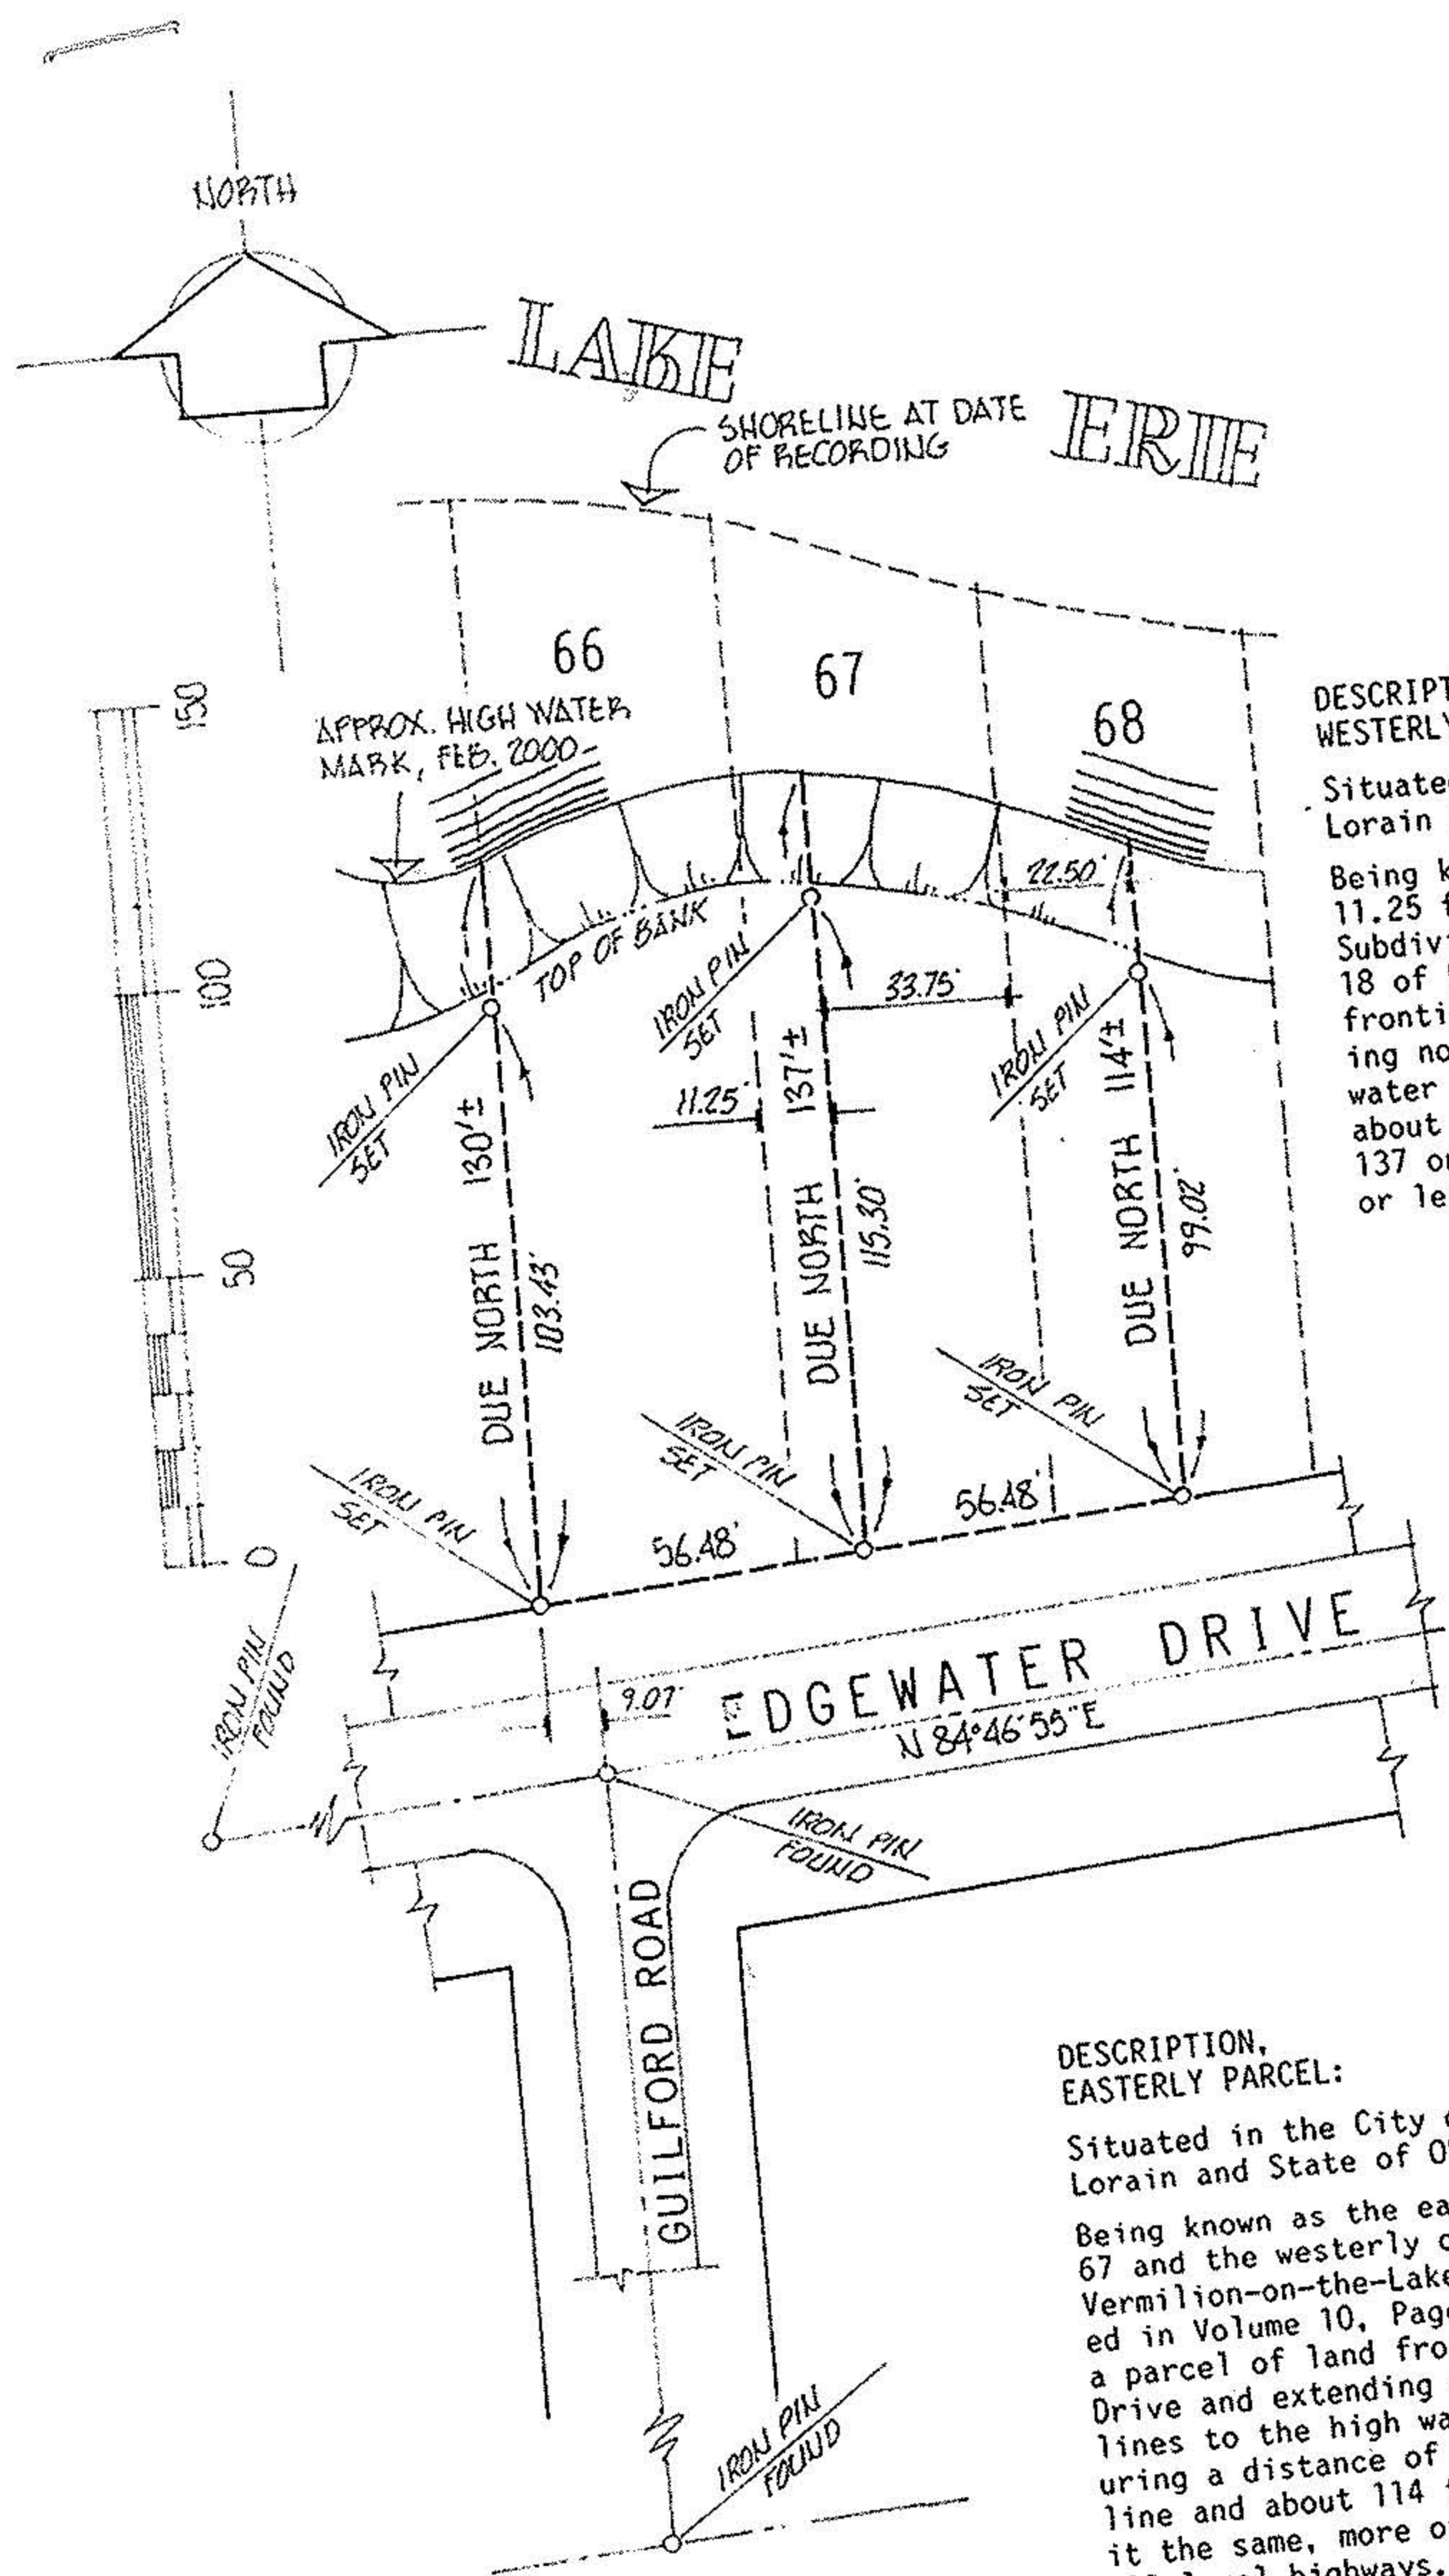 NORTH
LAKE
ERIE
SHORELINE AT DATE
OF RECORDING
66
67
68
APPROX. HIGH WATER
MARK, FEB. 2000
150
100
50
0
TOP OF BANK
22.50'
33.75'
11.25'
IRON PIN
SET
IRON PIN
SET
IRON PIN
SET
DUE NORTH 130'±
103.43'
DUE NORTH 137'±
115.30'
DUE NORTH 114'±
99.02'
IRON PIN
SET
IRON PIN
SET
IRON PIN
SET
56.48'
56.48'
IRON PIN
FOUND
9.07'
EDGEWATER DRIVE
N 84°46'55" E
IRON PIN
FOUND
GUILFORD ROAD
IRON PIN
FOUND
DESCRIPT
WESTERLY
Situate
Lorain
Being k
11.25 f
Subdivi
18 of
fronti
ing no
water
about
137 o
or le
DESCRIPTION,
EASTERLY PARCEL:
Situated in the City
Lorain and State of O
Being known as the ea
67 and the westerly
Vermilion-on-the-Lake
ed in Volume 10, Pag
a parcel of land fro
Drive and extending
lines to the high wa
uring a distance of
line and about 114
it the same, more o
highways.